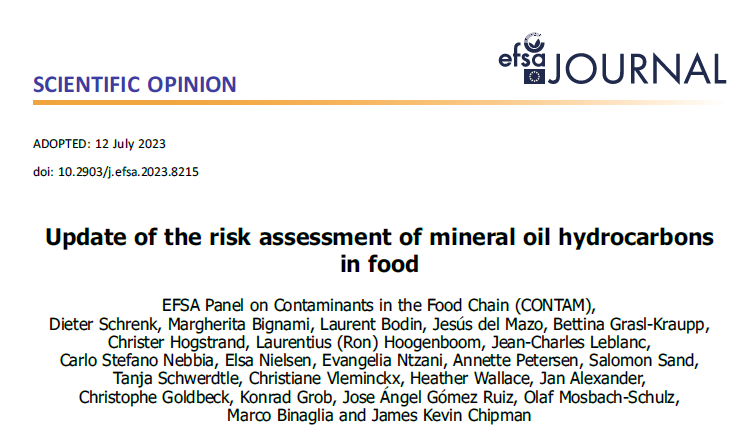 efsa JOURNAL
SCIENTIFIC OPINION
ADOPTED: 12 July 2023
doi: 10.2903/j.efsa.2023.8215
Update of the risk assessment of mineral oil hydrocarbons
in food
EFSA Panel on Contaminants in the Food Chain (CONTAM),
Dieter Schrenk, Margherita Bignami, Laurent Bodin, Jesús del Mazo, Bettina Grasl-Kraupp,
Christer Hogstrand, Laurentius (Ron) Hoogenboom, Jean-Charles Leblanc,
Carlo Stefano Nebbia, Elsa Nielsen, Evangelia Ntzani, Annette Petersen, Salomon Sand,
Tanja Schwerdtle, Christiane Vleminckx, Heather Wallace, Jan Alexander,
Christophe Goldbeck, Konrad Grob, Jose Ángel Gómez Ruiz, Olaf Mosbach-Schulz,
Marco Binaglia and James Kevin Chipman